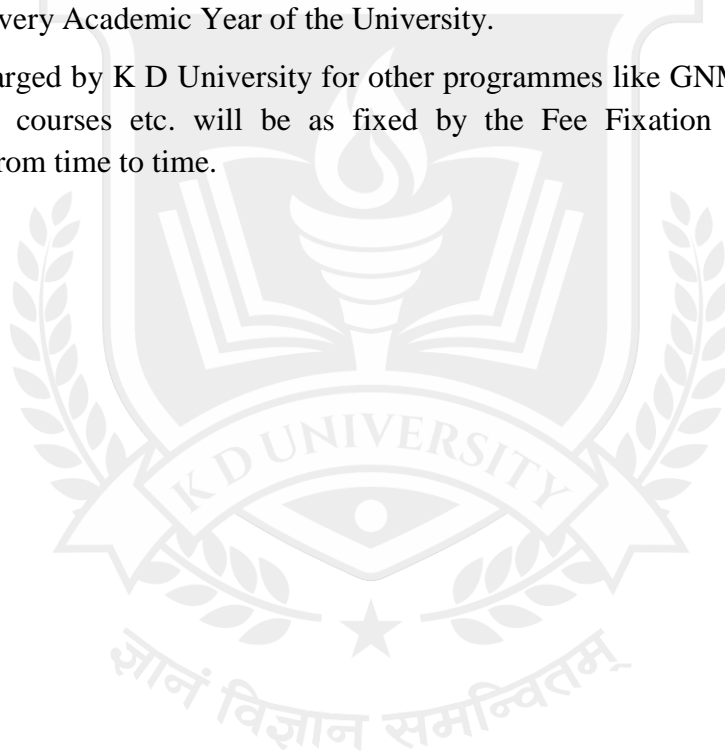 very Academic Year of the University.
arged by K D University for other programmes like GNM
courses etc. will be as fixed by the Fee Fixation
rom time to time.
K D UNIVERSITY
ज्ञानं विज्ञान समन्वितम्